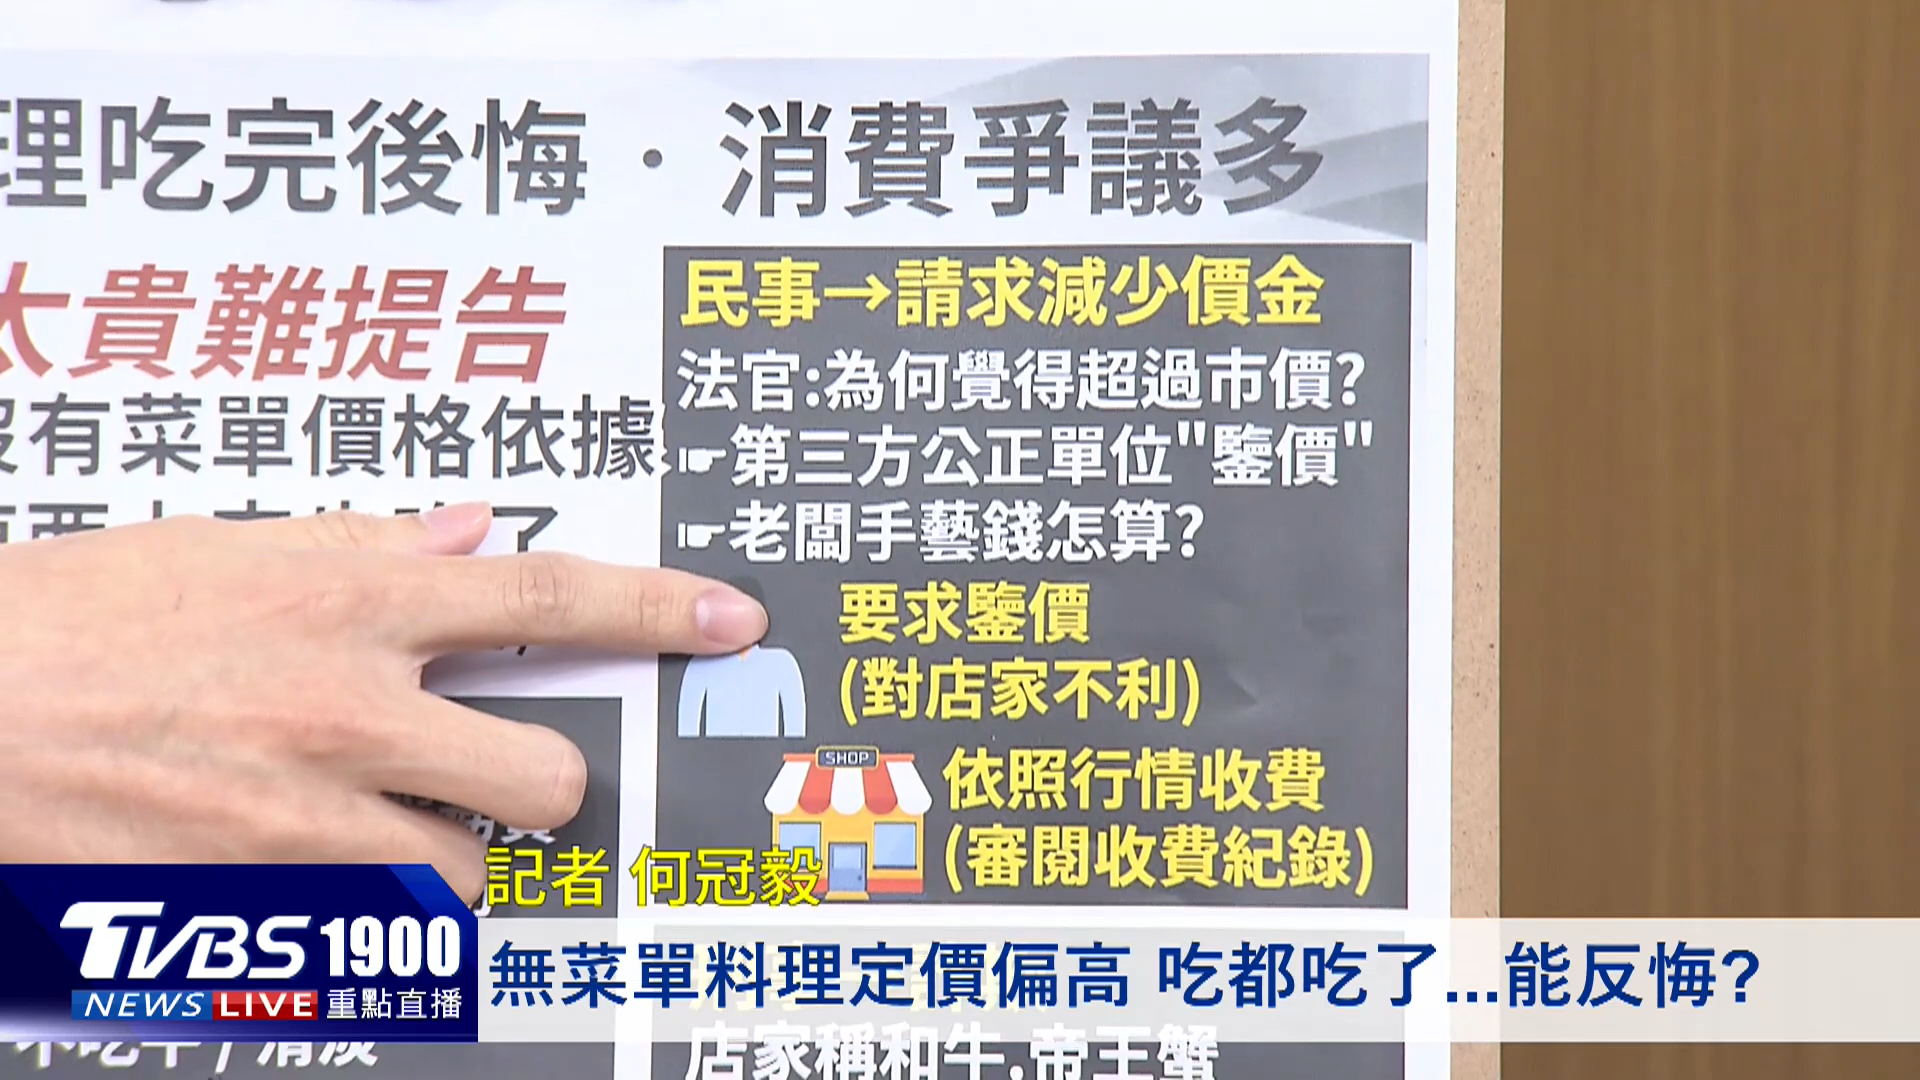 理吃完後悔·消費爭議多
太貴難提告
沒有菜單價格依據
民事→請求減少價金
法官:為何覺得超過市價?
☛第三方公正單位"鑒價"
☛老闆手藝錢怎算?
要求鑒價
(對店家不利)
SHOP
依照行情收費
(審閱收費紀錄)
記者 何冠毅
TVBS 1900
NEWS LIVE 重點直播
無菜單料理定價偏高 吃都吃了...能反悔?
店家稱和牛.帝王蟹